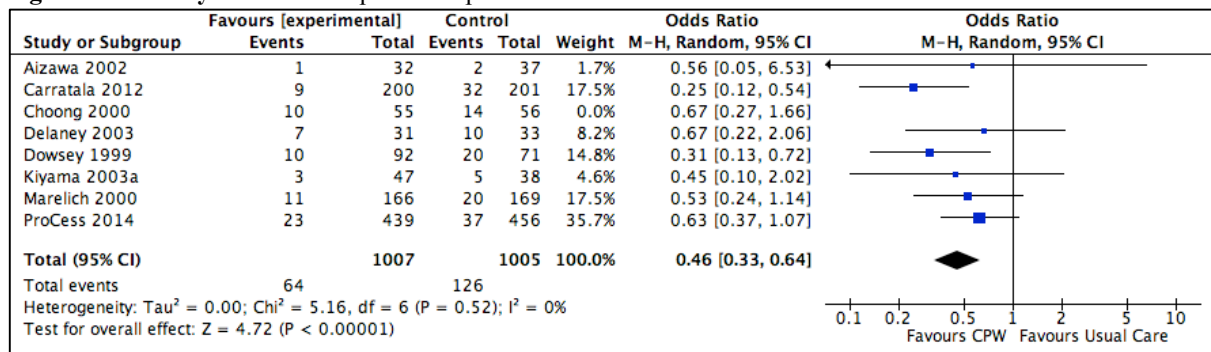 Favours [experimental] Control Odds Ratio Odds Ratio
Study or Subgroup Events Total Events Total Weight M-H, Random, 95% CI M-H, Random, 95% CI
Aizawa 2002 1 32 2 37 1.7% 0.56 [0.05, 6.53]
Carratala 2012 9 200 32 201 17.5% 0.25 [0.12, 0.54]
Choong 2000 10 55 14 56 0.0% 0.67 [0.27, 1.66]
Delaney 2003 7 31 10 33 8.2% 0.67 [0.22, 2.06]
Dowsey 1999 10 92 20 71 14.8% 0.31 [0.13, 0.72]
Kiyama 2003a 3 47 5 38 4.6% 0.45 [0.10, 2.02]
Marelich 2000 11 166 20 169 17.5% 0.53 [0.24, 1.14]
ProCess 2014 23 439 37 456 35.7% 0.63 [0.37, 1.07]
Total (95% CI) 1007 1005 100.0% 0.46 [0.33, 0.64]
Total events 64 126
Heterogeneity: Tau² = 0.00; Chi² = 5.16, df = 6 (P = 0.52); I² = 0%
Test for overall effect: Z = 4.72 (P < 0.00001)
0.1 0.2 0.5 1 2 5 10
Favours CPW Favours Usual Care